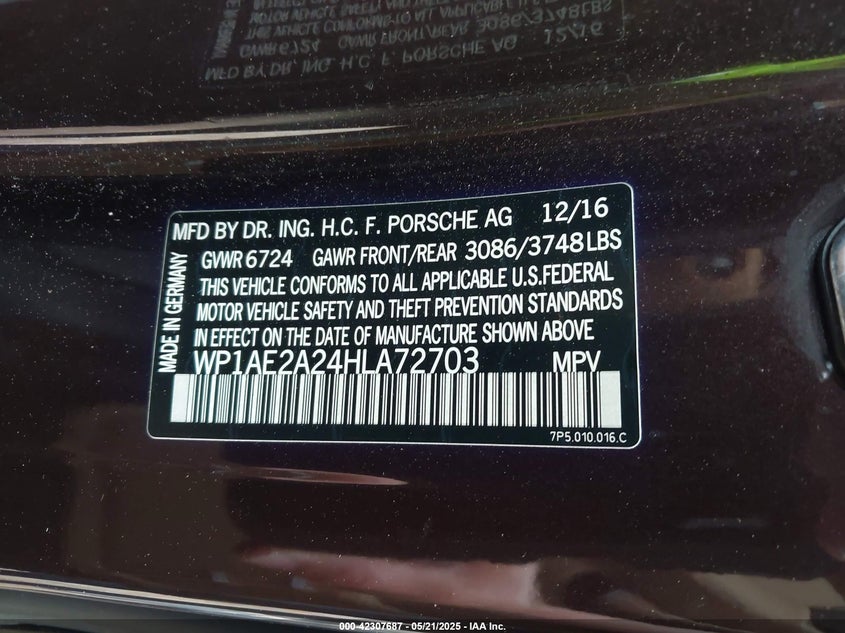 MFD BY DR. ING. H.C. F. PORSCHE AG 12/16
GVWR 6724 GAWR FRONT/REAR 3086/3748 LBS
THIS VEHICLE CONFORMS TO ALL APPLICABLE U.S. FEDERAL
MOTOR VEHICLE SAFETY AND THEFT PREVENTION STANDARDS
IN EFFECT ON THE DATE OF MANUFACTURE SHOWN ABOVE
WP1AE2A24HLA72703 MPV
MADE IN GERMANY
7P5.010.016.C
000-42307687 - 05/21/2025 - IAA Inc.